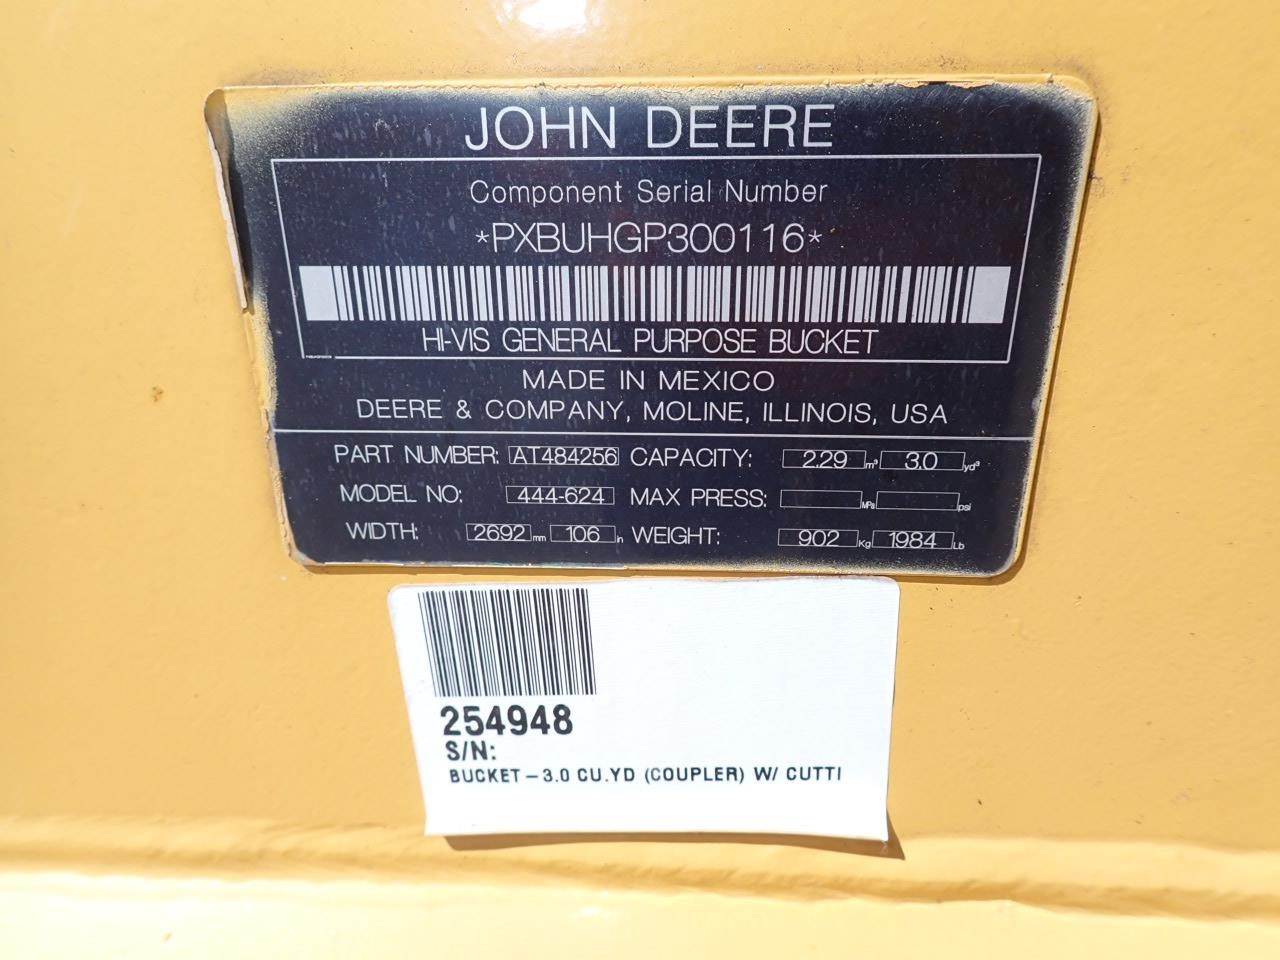 JOHN DEERE
Component Serial Number
*PXBUHGP300116*
HI-VIS GENERAL PURPOSE BUCKET
MADE IN MEXICO
DEERE & COMPANY, MOLINE, ILLINOIS, USA
PART NUMBER: AT484256 CAPACITY: 2.29 m³ 3.0 yd³
MODEL NO: 444-624 MAX PRESS: MPa psi
WIDTH: 2692 mm 106 in WEIGHT: 902 Kg 1984 Lb
254948
S/N:
BUCKET-3.0 CU.YD (COUPLER) W/ CUTTI